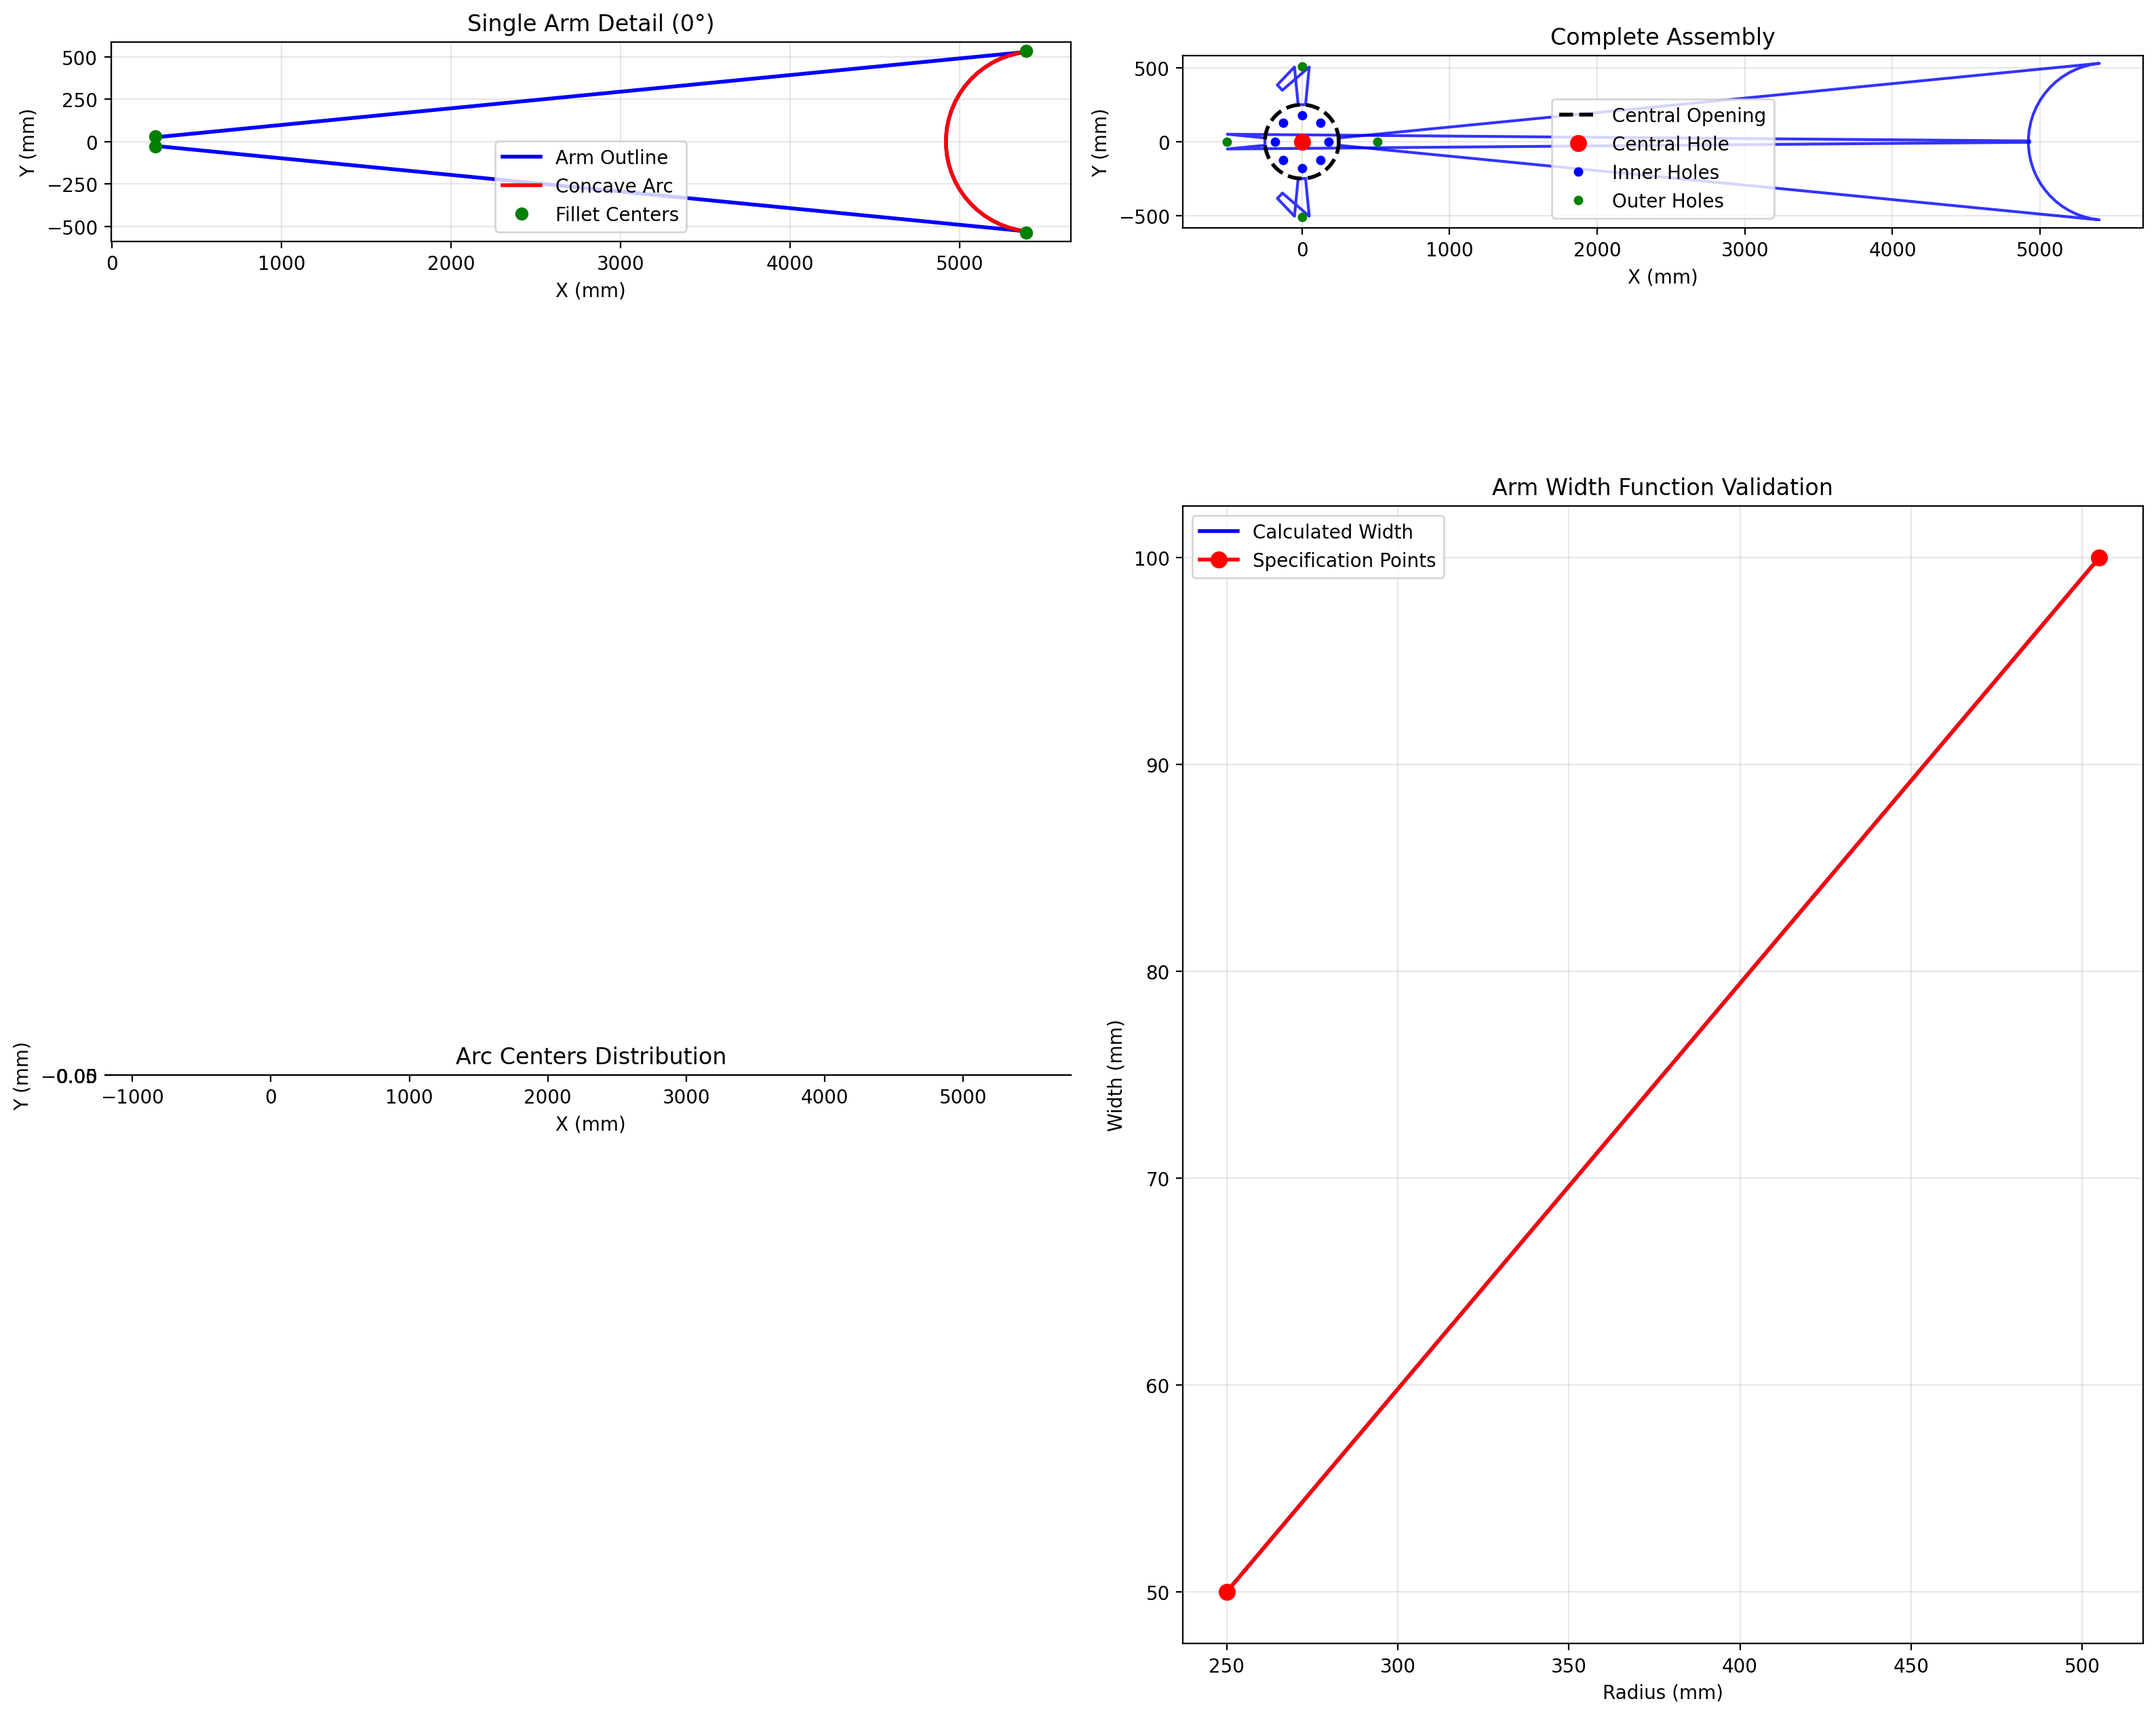 Single Arm Detail (0°)
500
250
0
−250
−500
Y (mm)
Arm Outline
Concave Arc
Fillet Centers
0 1000 2000 3000 4000 5000
X (mm)
Complete Assembly
500
0
−500
Y (mm)
Central Opening
Central Hole
Inner Holes
Outer Holes
0 1000 2000 3000 4000 5000
X (mm)
Arc Centers Distribution
Y (mm)
−1000 0 1000 2000 3000 4000 5000
X (mm)
Arm Width Function Validation
Calculated Width
Specification Points
100
90
80
70
60
50
Width (mm)
250 300 350 400 450 500
Radius (mm)